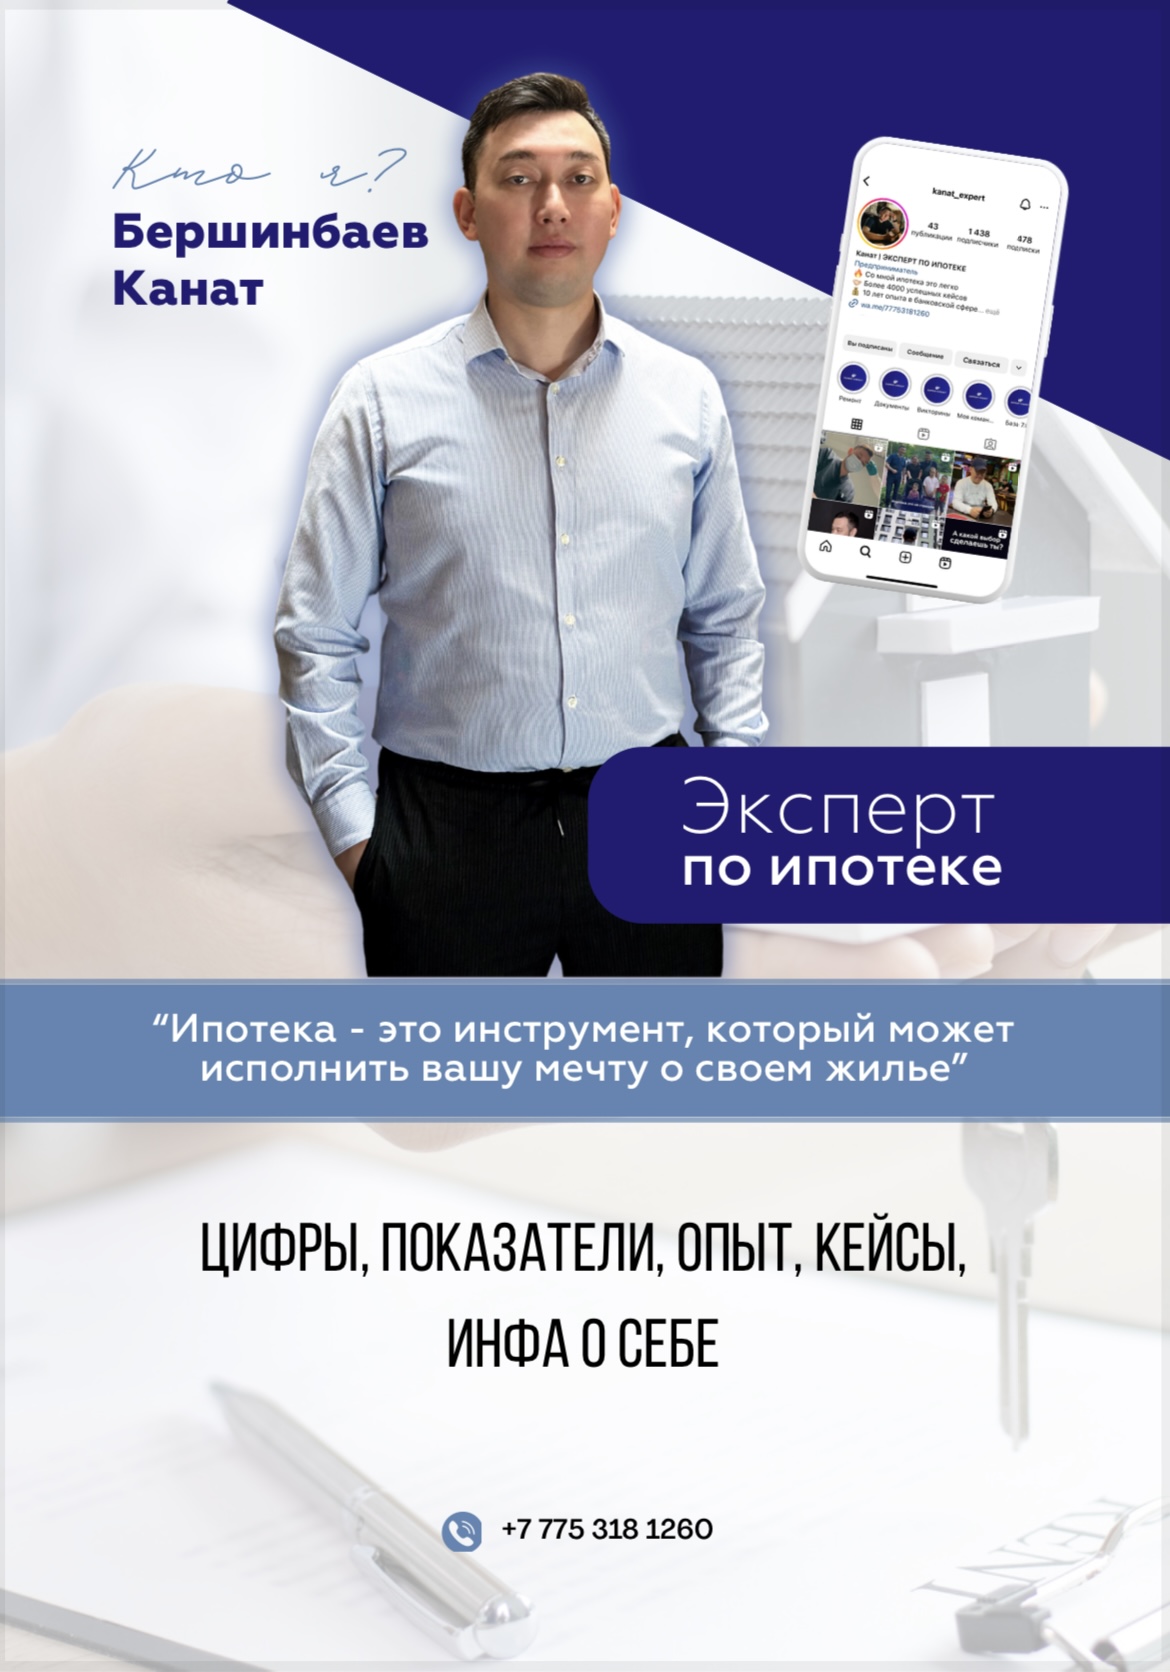 Кто я?
Бершинбаев
Канат
kanat_expert
43
публикации
1 438
подписчики
478
подписки
Канат | ЭКСПЕРТ ПО ИПОТЕКЕ
Предприниматель
Со мной ипотека это легко
Более 4000 успешных кейсов
10 лет опыта в банковской сфере... ещё
wa.me/77753181260
Вы подписаны
Сообщение
Связаться
Ремонт
Документы
Викторины
Моя коман...
А какой выбор
сделаешь ты?
Эксперт
по ипотеке
“Ипотека - это инструмент, который может
исполнить вашу мечту о своем жилье”
ЦИФРЫ, ПОКАЗАТЕЛИ, ОПЫТ, КЕЙСЫ,
ИНФА О СЕБЕ
+7 775 318 1260